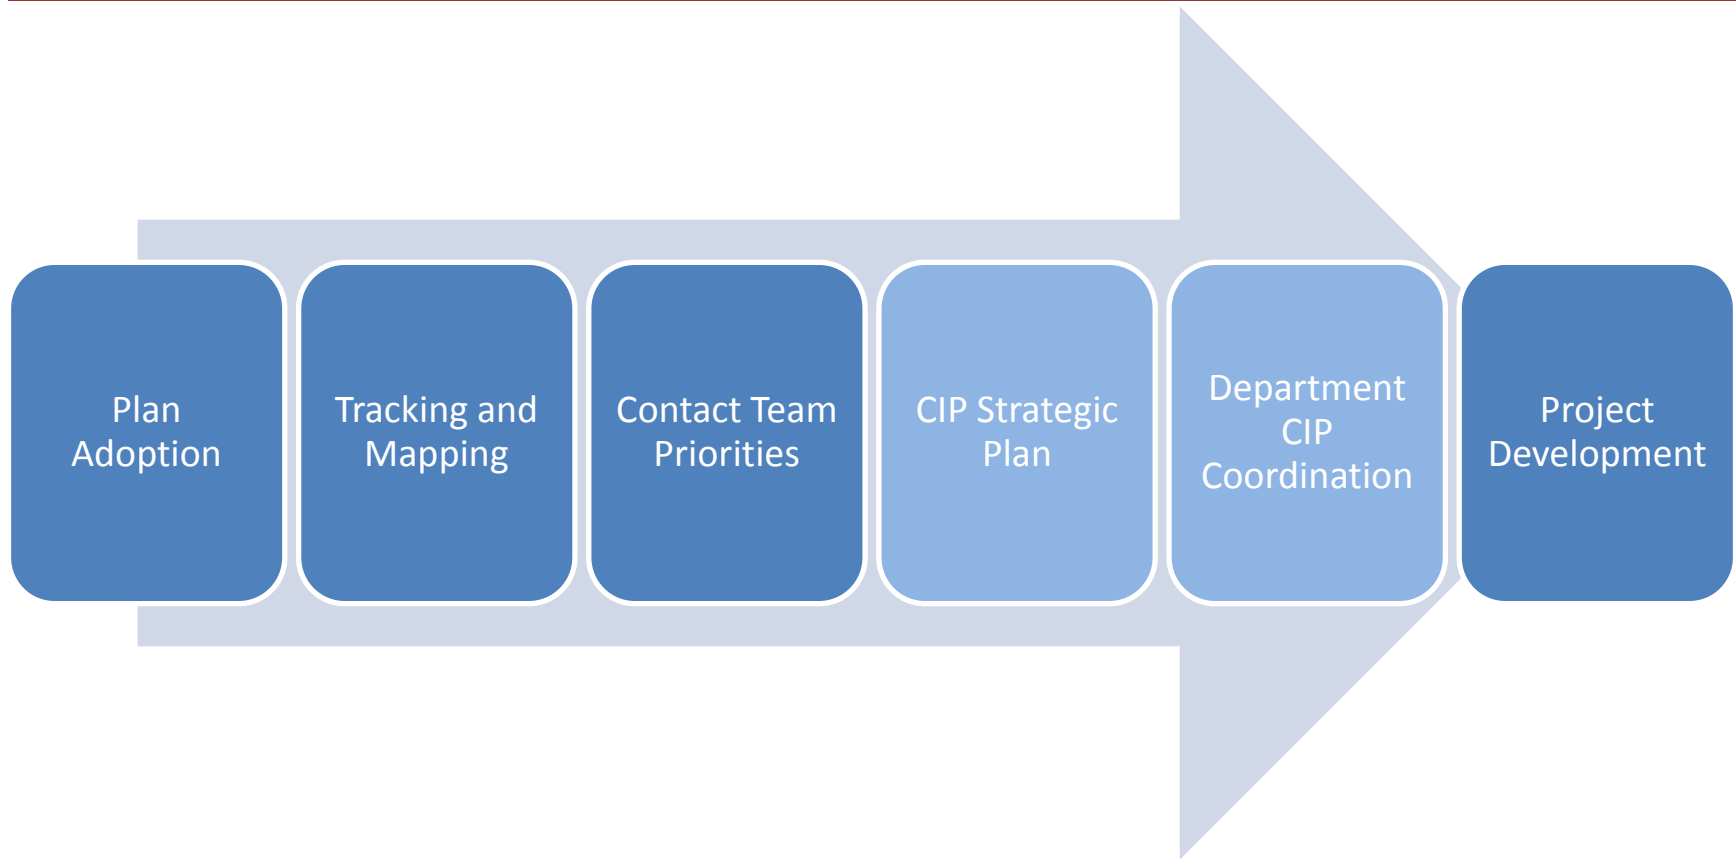 Plan
Adoption
Tracking and
Mapping
Contact Team
Priorities
CIP Strategic
Plan
Department
CIP
Coordination
Project
Development